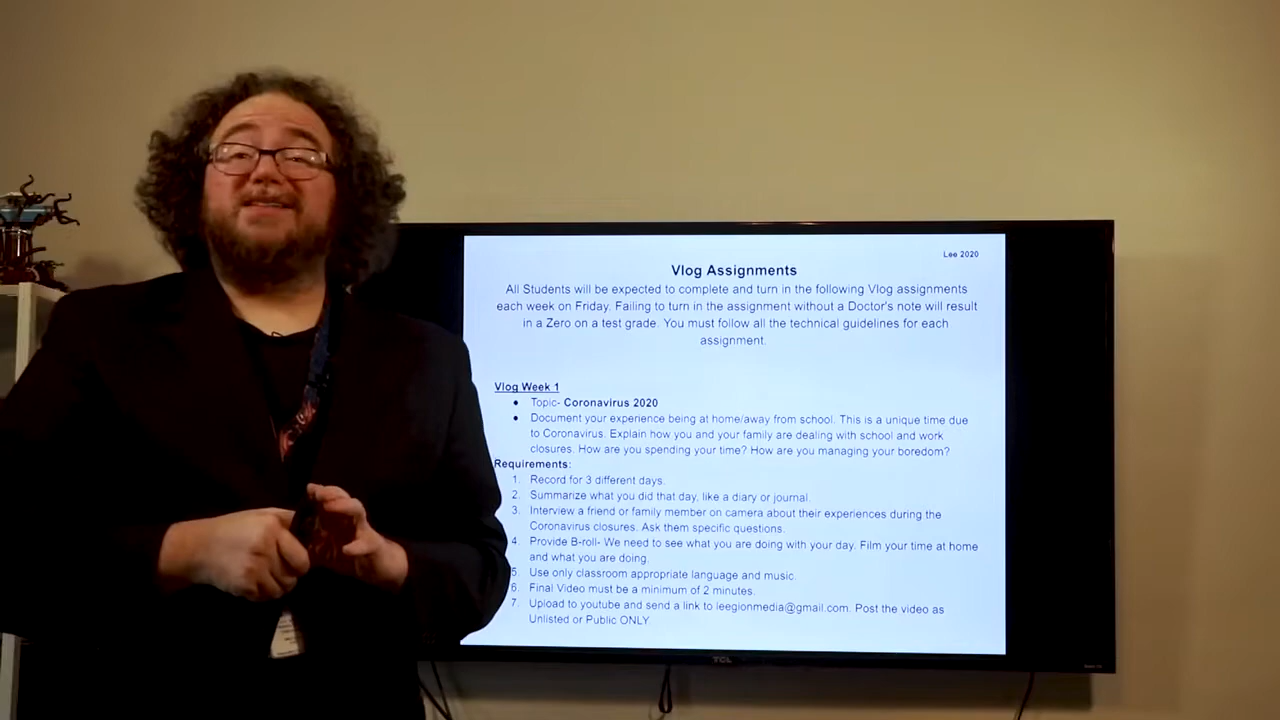 Lee 2020
Vlog Assignments
All Students will be expected to complete and turn in the following Vlog assignments
each week on Friday. Failing to turn in the assignment without a Doctor's note will result
in a Zero on a test grade. You must follow all the technical guidelines for each
assignment.
Vlog Week 1
• Topic- Coronavirus 2020
• Document your experience being at home/away from school. This is a unique time due
to Coronavirus. Explain how you and your family are dealing with school and work
closures. How are you spending your time? How are you managing your boredom?
Requirements:
1. Record for 3 different days.
2. Summarize what you did that day, like a diary or journal.
3. Interview a friend or family member on camera about their experiences during the
Coronavirus closures. Ask them specific questions.
4. Provide B-roll- We need to see what you are doing with your day. Film your time at home
and what you are doing.
5. Use only classroom appropriate language and music.
6. Final Video must be a minimum of 2 minutes.
7. Upload to youtube and send a link to leegionmedia@gmail.com. Post the video as
Unlisted or Public ONLY
TCL